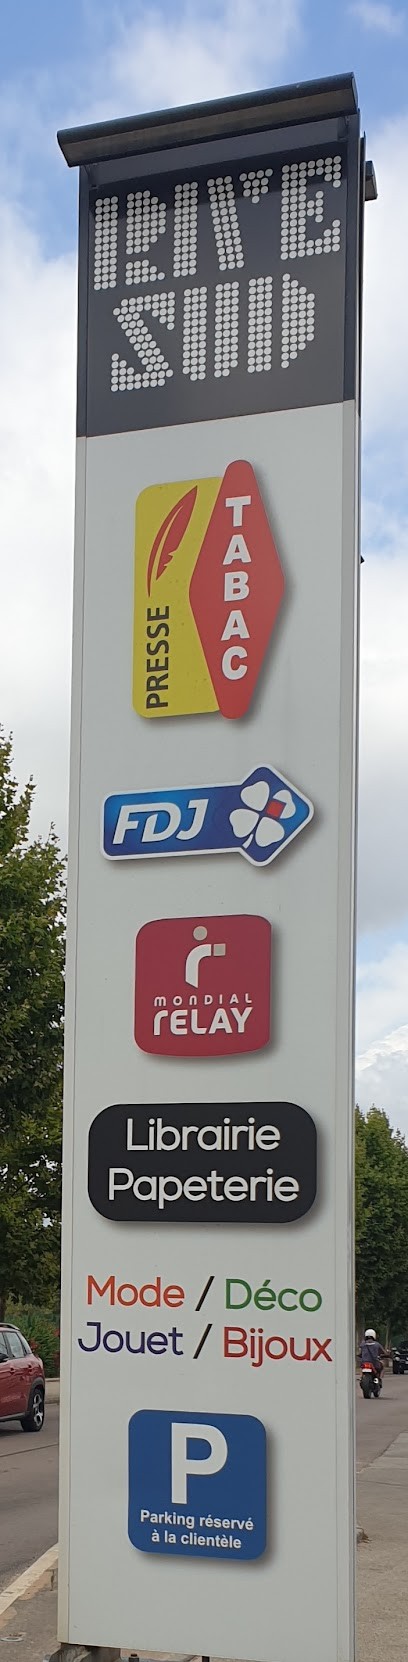 RIVE
SUD
PRESSE
TABAC
FDJ
MONDIAL
RELAY
Librairie
Papeterie
Mode / Déco
Jouet / Bijoux
P
Parking réservé
à la clientèle